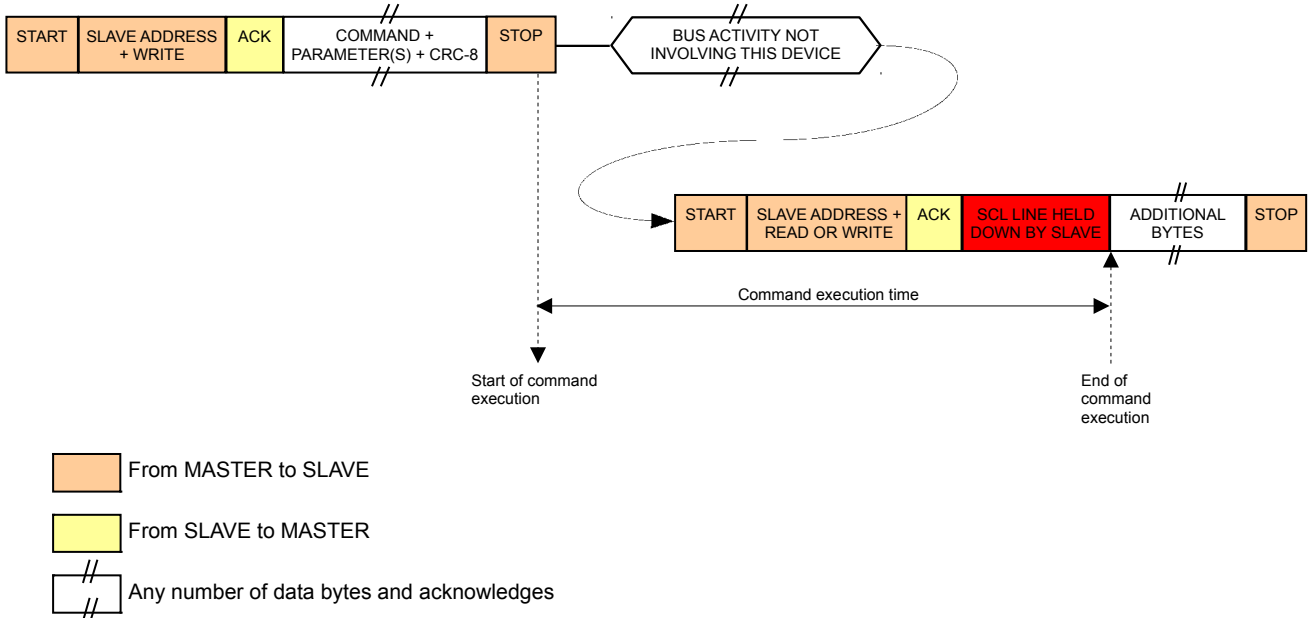 START
SLAVE ADDRESS
+ WRITE
ACK
COMMAND +
PARAMETER(S) + CRC-8
STOP
BUS ACTIVITY NOT
INVOLVING THIS DEVICE
START
SLAVE ADDRESS +
READ OR WRITE
ACK
SCL LINE HELD
DOWN BY SLAVE
ADDITIONAL
BYTES
STOP
Command execution time
Start of command
execution
End of
command
execution
From MASTER to SLAVE
From SLAVE to MASTER
Any number of data bytes and acknowledges